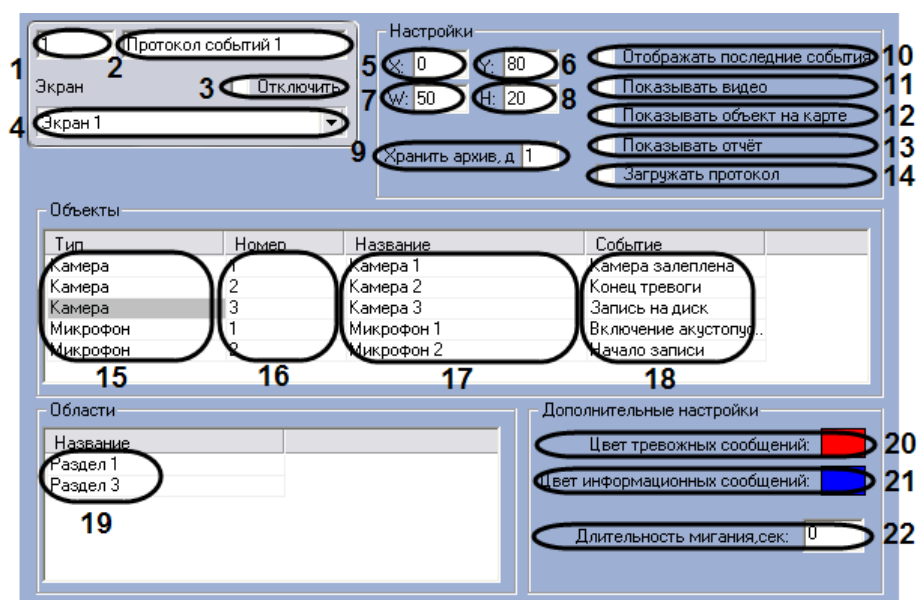 Настройки
1 Протокол событий 1
1 2
5 X: 0 Y: 80 6
Отображать последние события 10
Экран 3 Отключить
7 W: 50 H: 20 8
Показывать видео 11
4 Экран 1
Показывать объект на карте 12
9 Хранить архив, д 1
Показывать отчёт 13
Загружать протокол 14
Объекты
Тип Номер Название Событие
Камера 1 Камера 1 Камера залеплена
Камера 2 Камера 2 Конец тревоги
Камера 3 Камера 3 Запись на диск
Микрофон 1 Микрофон 1 Включение акустопус..
Микрофон 2 Микрофон 2 Начало записи
15 16 17 18
Области
Название
Раздел 1
Раздел 3
19
Дополнительные настройки
Цвет тревожных сообщений: 20
Цвет информационных сообщений: 21
Длительность мигания,сек: 0 22